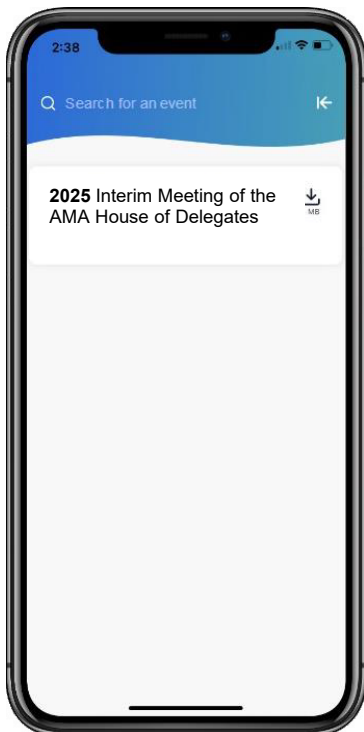 2:38
Search for an event
2025 Interim Meeting of the
AMA House of Delegates
MB